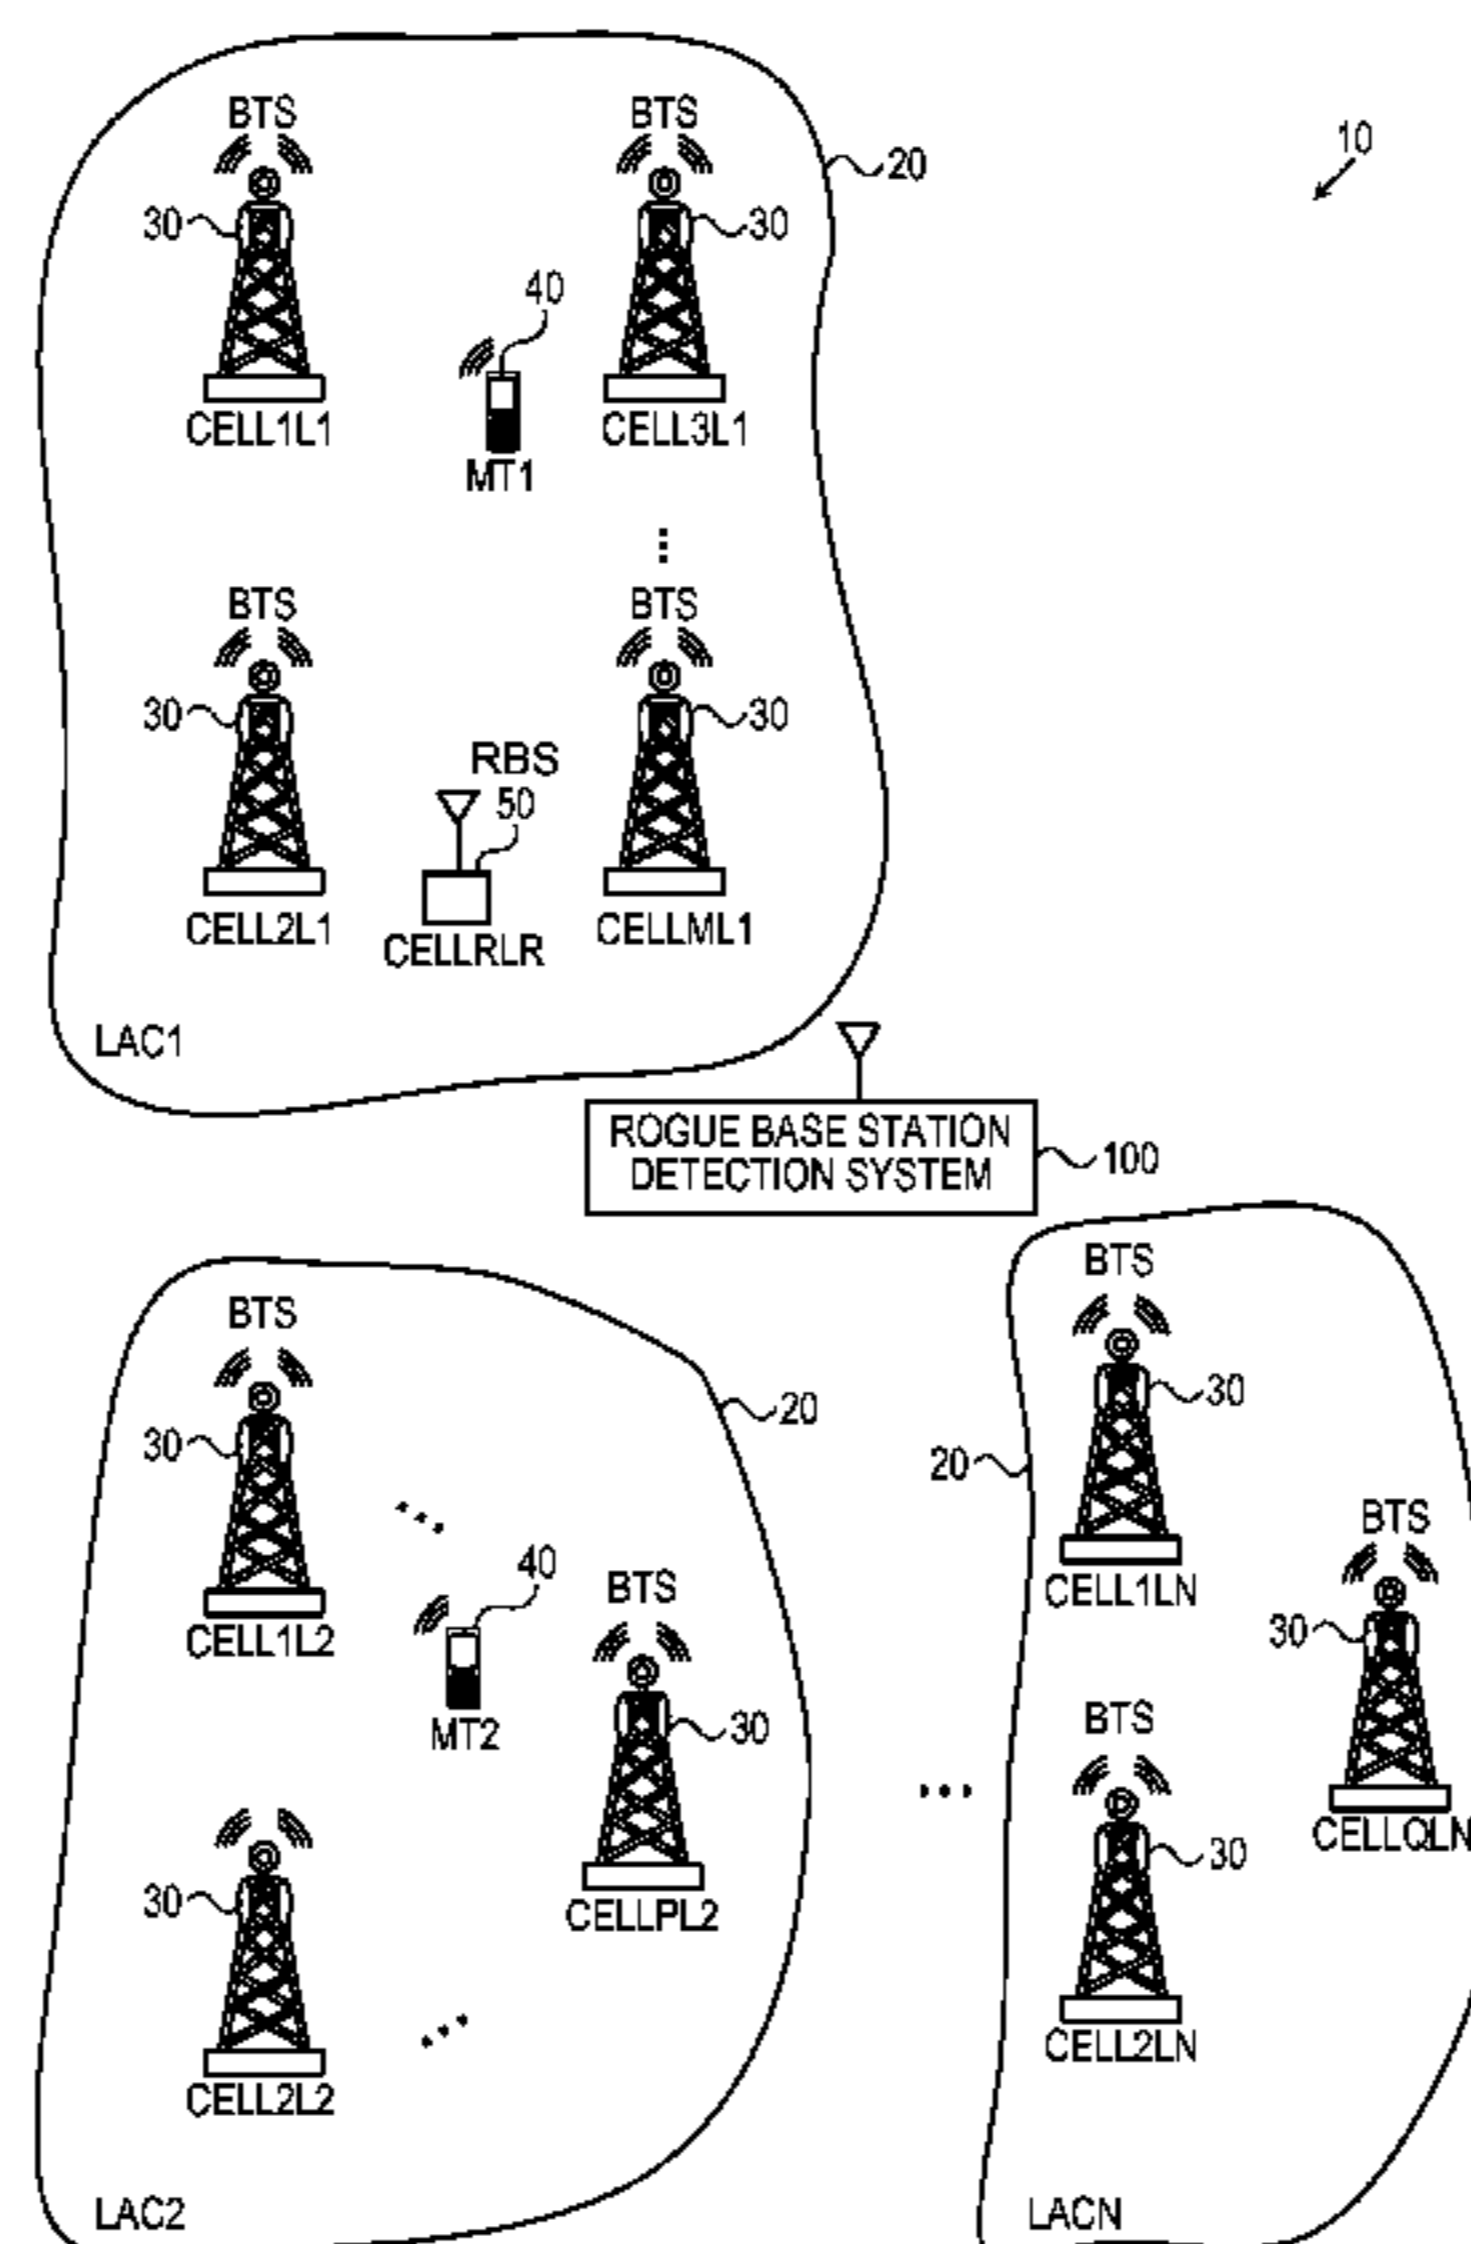 BTS
BTS
20
10
30
30
40
CELL1L1
CELL3L1
MT1
BTS
BTS
30
30
RBS
50
CELL2L1
CELLRLR
CELLML1
LAC1
ROGUE BASE STATION
DETECTION SYSTEM
100
BTS
30
20
40
CELL1L2
BTS
MT2
30
30
CELLPL2
CELL2L2
LAC2
BTS
30
20
BTS
CELL1LN
30
BTS
CELLQLN
30
CELL2LN
LACN